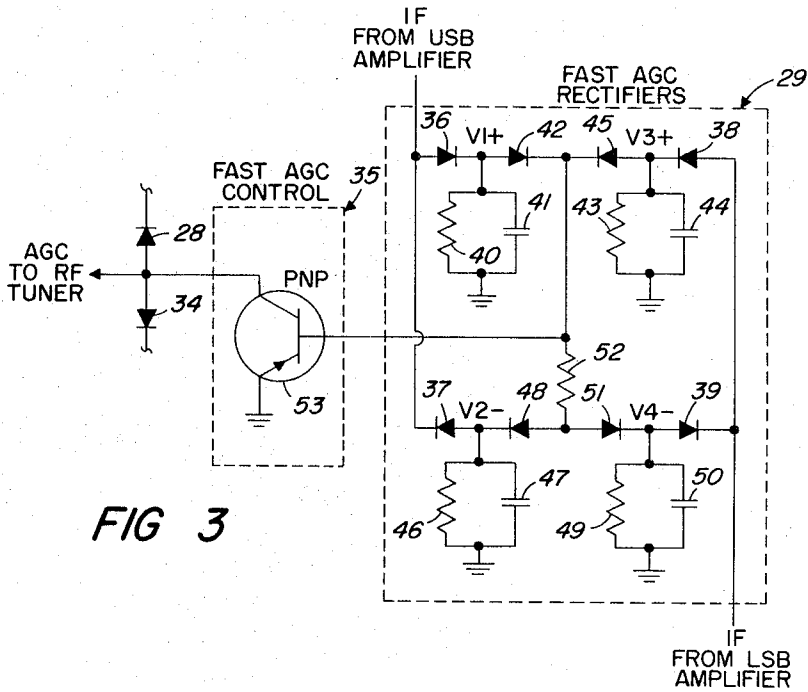 IF
FROM USB
AMPLIFIER
FAST AGC
RECTIFIERS
29
36
V1+
42
45
V3+
38
FAST AGC
CONTROL
35
28
41
40
43
44
AGC
TO RF
TUNER
PNP
34
53
52
37
V2-
48
51
V4-
39
46
47
49
50
FIG 3
IF
FROM LSB
AMPLIFIER